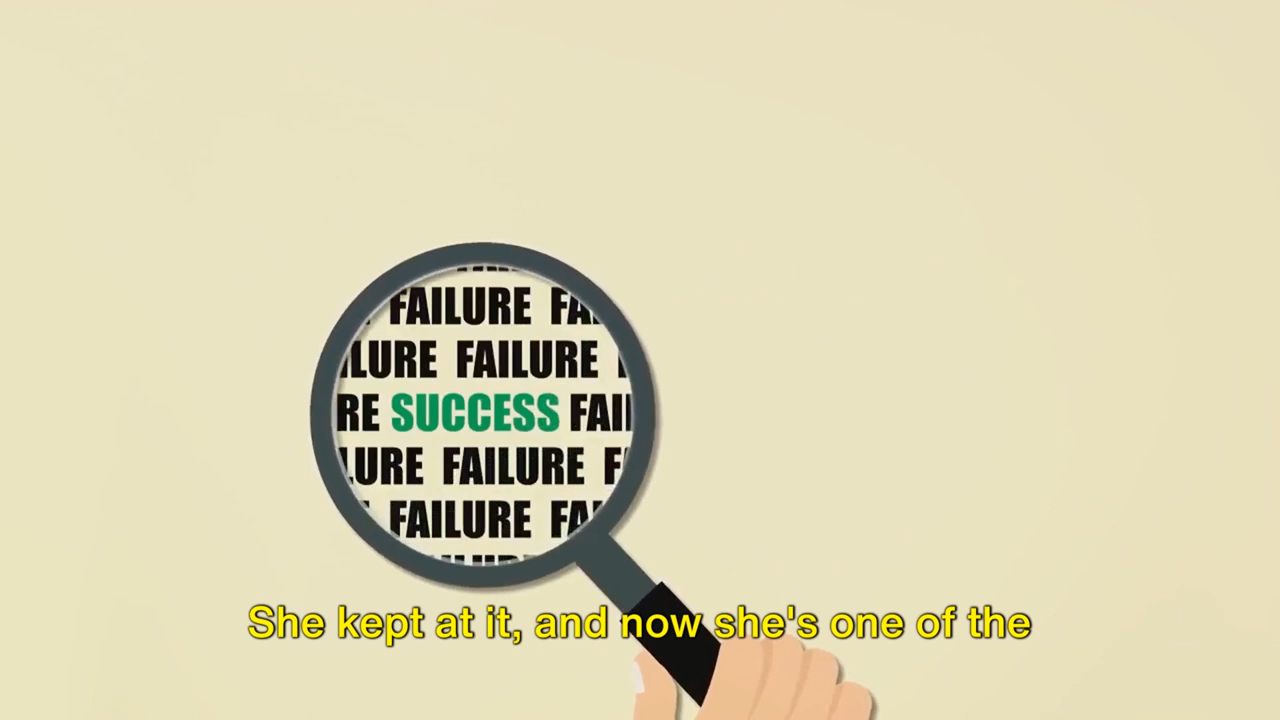 FAILURE
FAILURE
SUCCESS
FAILURE
FAILURE
She kept at it, and now she's one of the